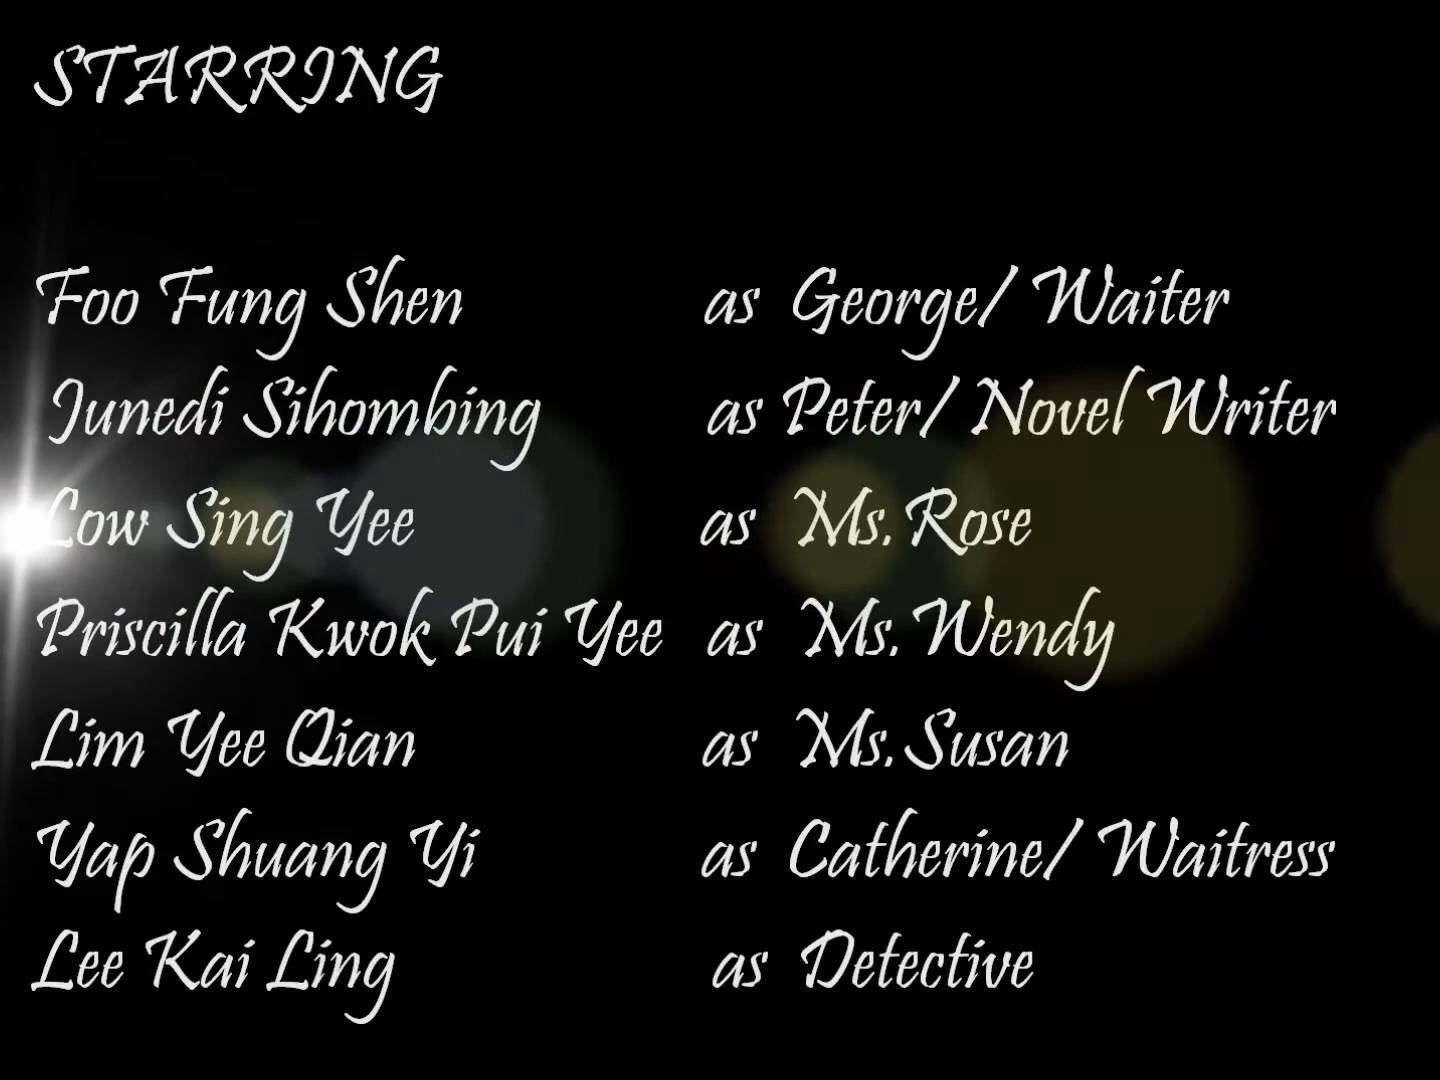 STARRING
Foo Fung Shen as George/ Waiter
Junedi Sihombing as Peter/ Novel Writer
Low Sing Yee as Ms. Rose
Priscilla Kwok Pui Yee as Ms. Wendy
Lim Yee Qian as Ms. Susan
Yap Shuang Yi as Catherine/ Waitress
Lee Kai Ling as Detective